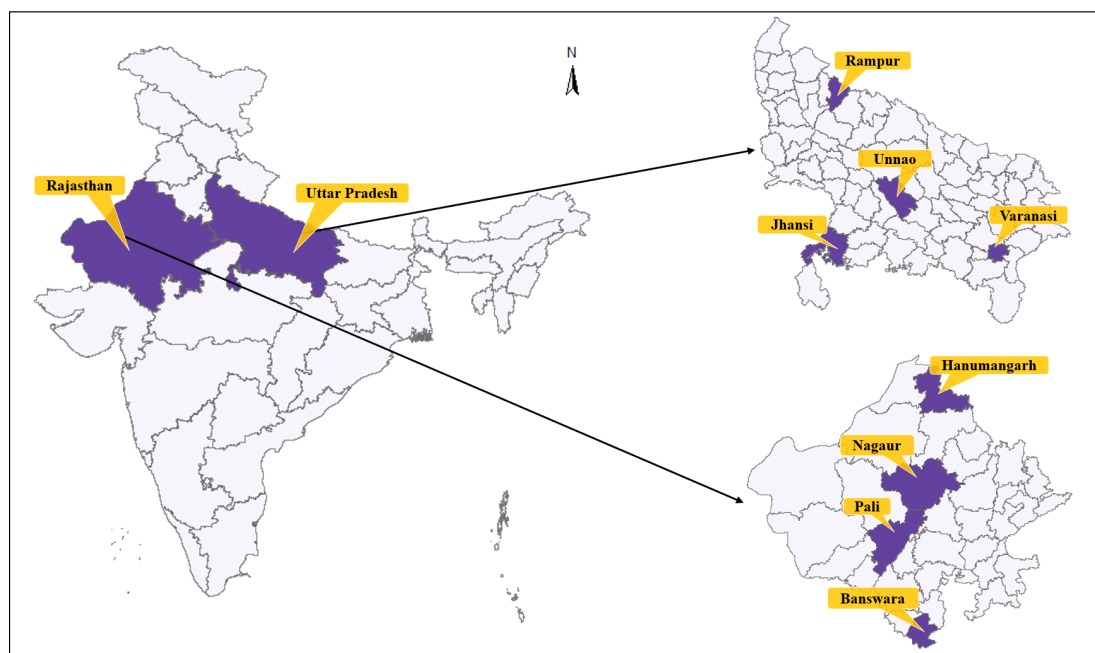 N
Rajasthan
Uttar Pradesh
Rampur
Unnao
Jhansi
Varanasi
Hanumangarh
Nagaur
Pali
Banswara